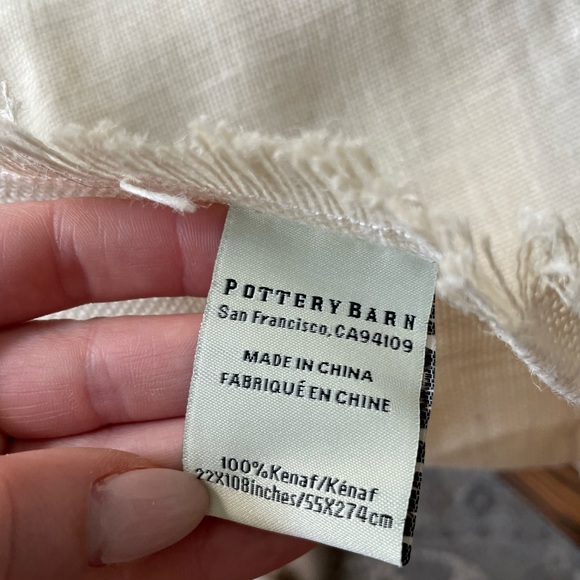 POTTERY BARN
San Francisco, CA94109
MADE IN CHINA
FABRIQUÉ EN CHINE
100%Kenaf/Kénaf
22X108inches/55X274cm